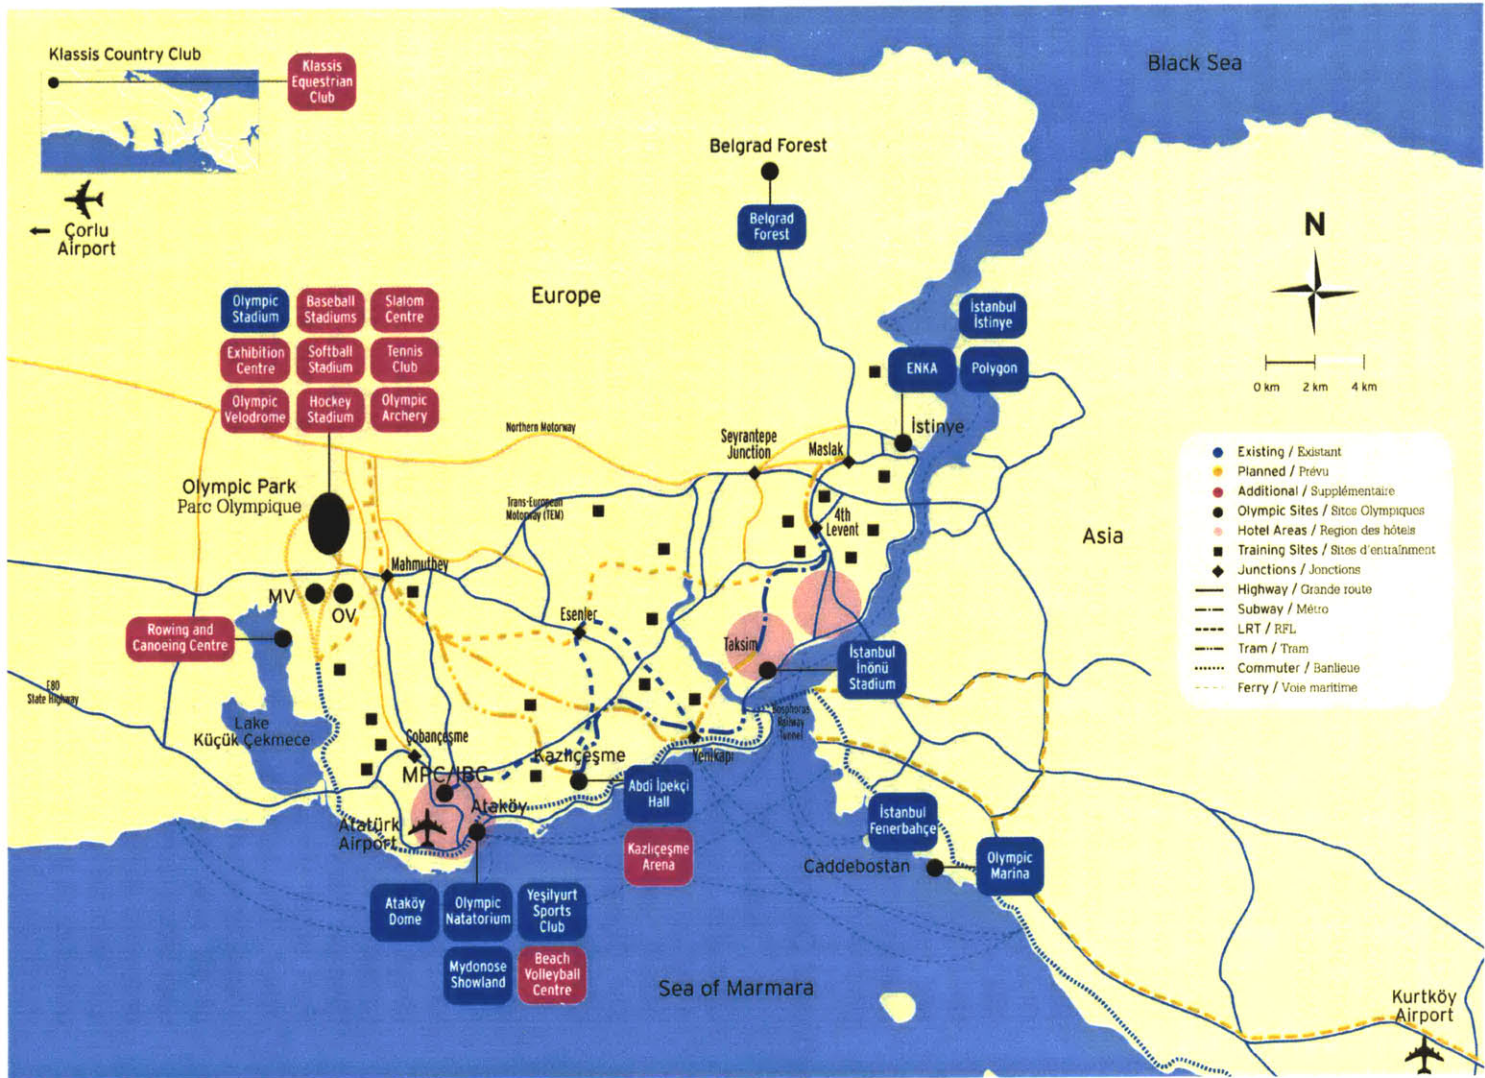 Klassis Country Club
Klassis
Equestrian
Club
Çorlu
Airport
Black Sea
Belgrad Forest
Belgrad
Forest
Europe
N
0 km
2 km
4 km
Olympic
Stadium
Baseball
Stadiums
Slalom
Centre
Exhibition
Centre
Softball
Stadium
Tennis
Club
Olympic
Velodrome
Hockey
Stadium
Olympic
Archery
İstanbul
İstinye
ENKA
Polygon
İstinye
Northern Motorway
Seyrantepe
Junction
Maslak
Olympic Park
Parc Olympique
Trans-European
Motorway (TEM)
4th
Levent
Asia
Existing / Existant
Planned / Prévu
Additional / Supplémentaire
Olympic Sites / Sites Olympiques
Hotel Areas / Region des hôtels
Training Sites / Sites d'entraînment
Junctions / Jonctions
Highway / Grande route
Subway / Métro
LRT / RFL
Tram / Tram
Commuter / Banlieue
Ferry / Voie maritime
Mahmutbey
MV
OV
Esenler
Rowing and
Canoeing Centre
Taksim
İstanbul
İnönü
Stadium
E80
State Highway
Lake
Küçük Çekmece
Bosphorus
Railway
Tunnel
Çobançeşme
Kazlıçeşme
Yenikapı
MPC/IBC
Ataköy
Atatürk
Airport
Abdi İpekçi
Hall
Kazlıçeşme
Arena
İstanbul
Fenerbahçe
Caddebostan
Olympic
Marina
Ataköy
Dome
Olympic
Natatorium
Yeşilyurt
Sports
Club
Mydonose
Showland
Beach
Volleyball
Centre
Sea of Marmara
Kurtköy
Airport